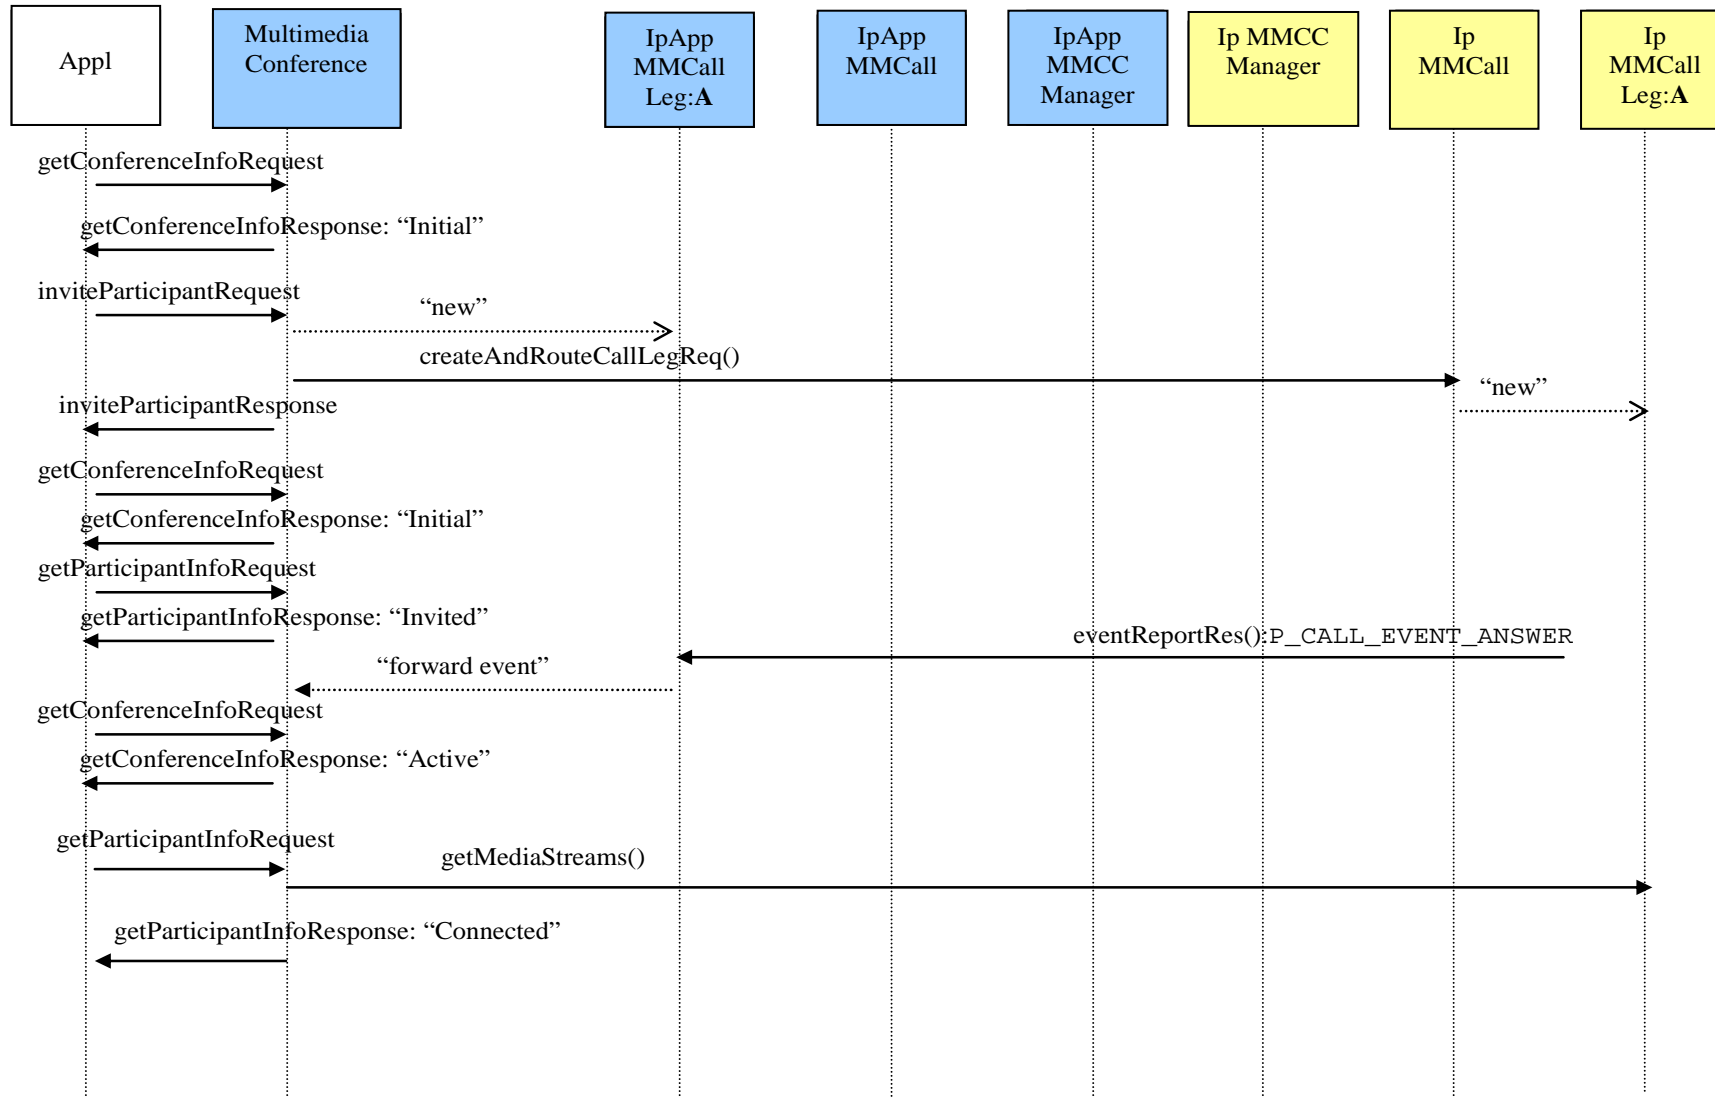 Appl
Multimedia
Conference
IpApp
MMCall
Leg:A
IpApp
MMCall
IpApp
MMCC
Manager
Ip MMCC
Manager
Ip
MMCall
Ip
MMCall
Leg:A
getConferenceInfoRequest
getConferenceInfoResponse: “Initial”
inviteParticipantRequest
“new”
createAndRouteCallLegReq()
“new”
inviteParticipantResponse
getConferenceInfoRequest
getConferenceInfoResponse: “Initial”
getParticipantInfoRequest
getParticipantInfoResponse: “Invited”
eventReportRes():P_CALL_EVENT_ANSWER
“forward event”
getConferenceInfoRequest
getConferenceInfoResponse: “Active”
getParticipantInfoRequest
getMediaStreams()
getParticipantInfoResponse: “Connected”